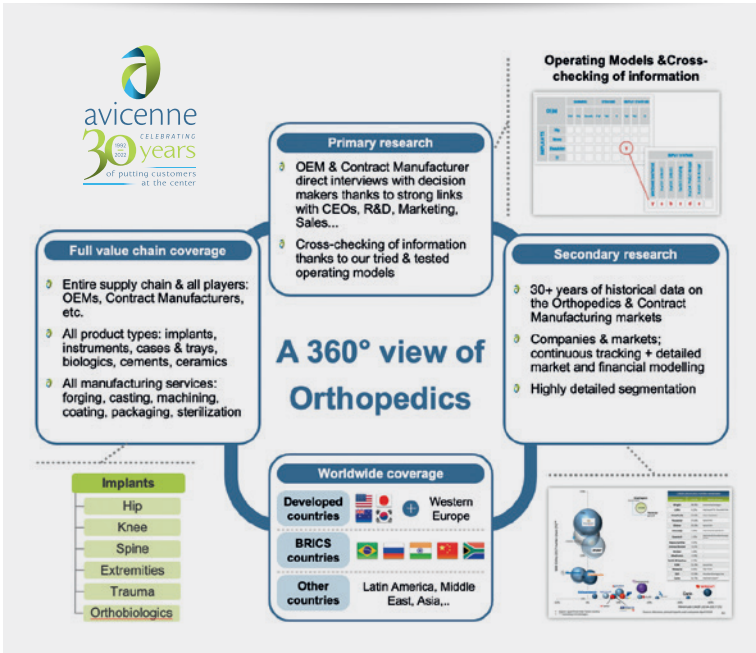 avicenne
CELEBRATING
30 years
1992
2022
of putting customers
at the center
Operating Models &Cross-
checking of information
Primary research
OEM & Contract Manufacturer
direct interviews with decision
makers thanks to strong links
with CEOs, R&D, Marketing,
Sales...
Cross-checking of information
thanks to our tried & tested
operating models
Full value chain coverage
Entire supply chain & all players:
OEMs, Contract Manufacturers,
etc.
All product types: implants,
instruments, cases & trays,
biologics, cements, ceramics
All manufacturing services:
forging, casting, machining,
coating, packaging, sterilization
A 360° view of
Orthopedics
Secondary research
30+ years of historical data on
the Orthopedics & Contract
Manufacturing markets
Companies & markets;
continuous tracking + detailed
market and financial modelling
Highly detailed segmentation
Worldwide coverage
Developed
countries
Western
Europe
BRICS
countries
Other
countries
Latin America, Middle
East, Asia,..
Implants
Hip
Knee
Spine
Extremities
Trauma
Orthobiologics